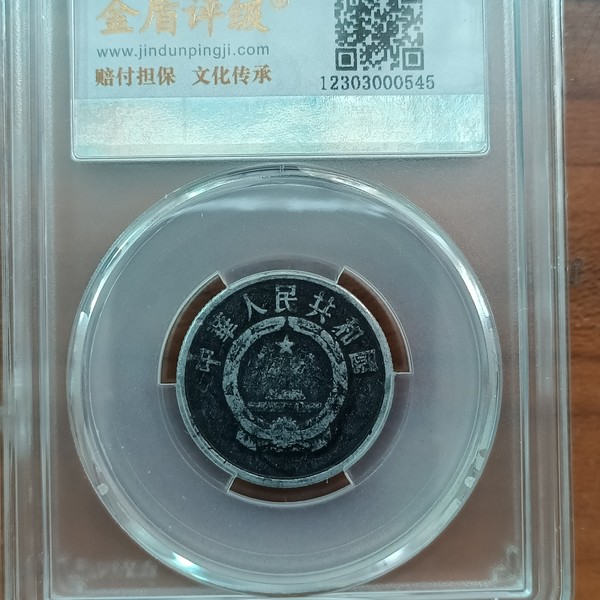 金盾评级®
www.jindunpingji.com
赔付担保 文化传承
12303000545
中華人民共和國